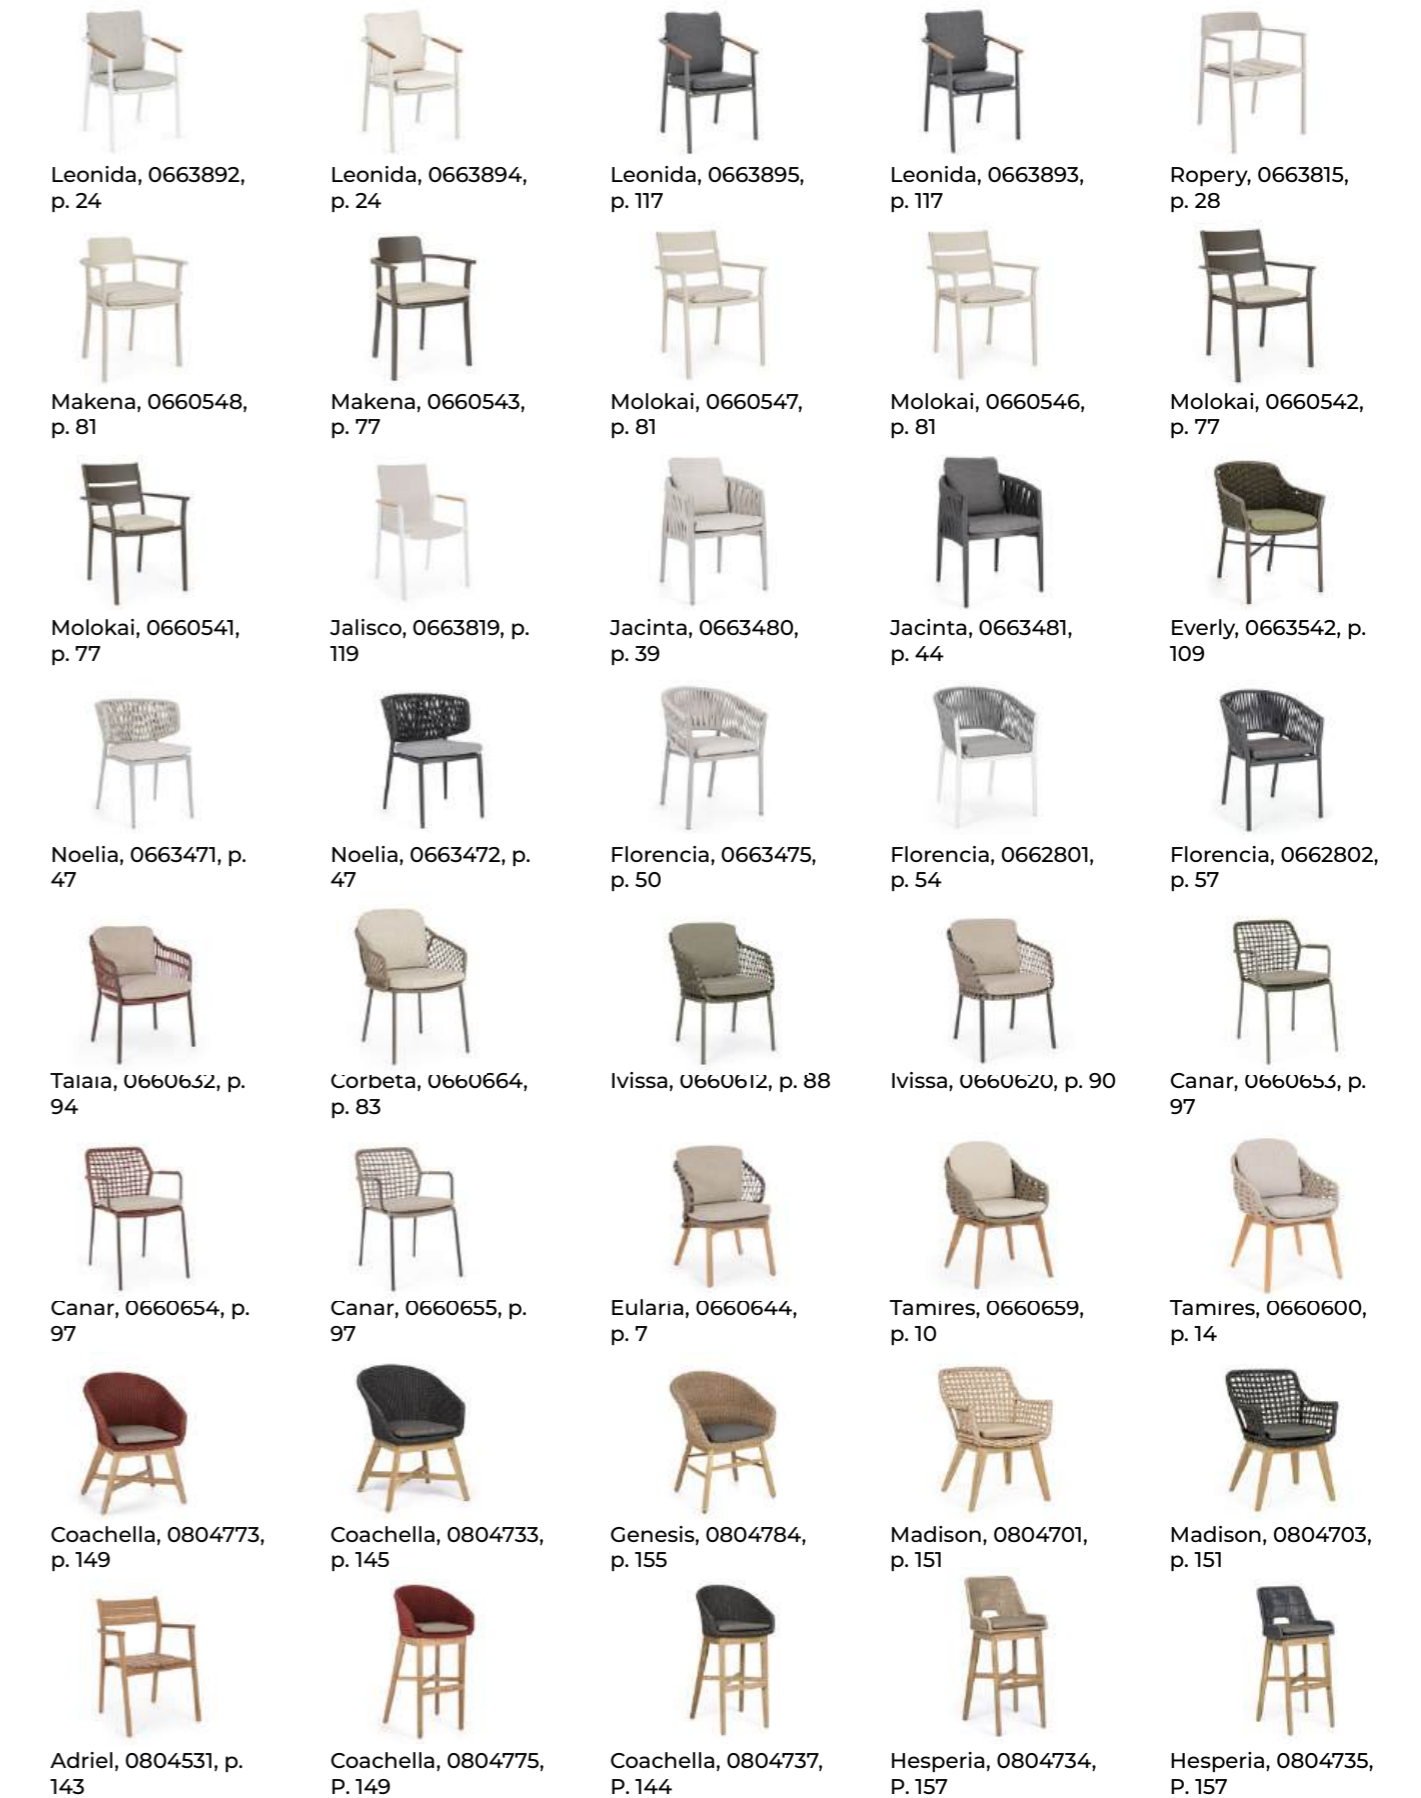 Leonida, 0663892,
p. 24
Leonida, 0663894,
p. 24
Leonida, 0663895,
p. 117
Leonida, 0663893,
p. 117
Ropery, 0663815,
p. 28
Makena, 0660548,
p. 81
Makena, 0660543,
p. 77
Molokai, 0660547,
p. 81
Molokai, 0660546,
p. 81
Molokai, 0660542,
p. 77
Molokai, 0660541,
p. 77
Jalisco, 0663819, p.
119
Jacinta, 0663480,
p. 39
Jacinta, 0663481,
p. 44
Everly, 0663542, p.
109
Noelia, 0663471, p.
47
Noelia, 0663472, p.
47
Florencia, 0663475,
p. 50
Florencia, 0662801,
p. 54
Florencia, 0662802,
p. 57
Talaia, 0660632, p.
94
Corbeta, 0660664,
p. 83
Ivissa, 0660612, p. 88
Ivissa, 0660620, p. 90
Canar, 0660653, p.
97
Canar, 0660654, p.
97
Canar, 0660655, p.
97
Eularia, 0660644,
p. 7
Tamires, 0660659,
p. 10
Tamires, 0660600,
p. 14
Coachella, 0804773,
p. 149
Coachella, 0804733,
p. 145
Genesis, 0804784,
p. 155
Madison, 0804701,
p. 151
Madison, 0804703,
p. 151
Adriel, 0804531, p.
143
Coachella, 0804775,
P. 149
Coachella, 0804737,
P. 144
Hesperia, 0804734,
P. 157
Hesperia, 0804735,
P. 157